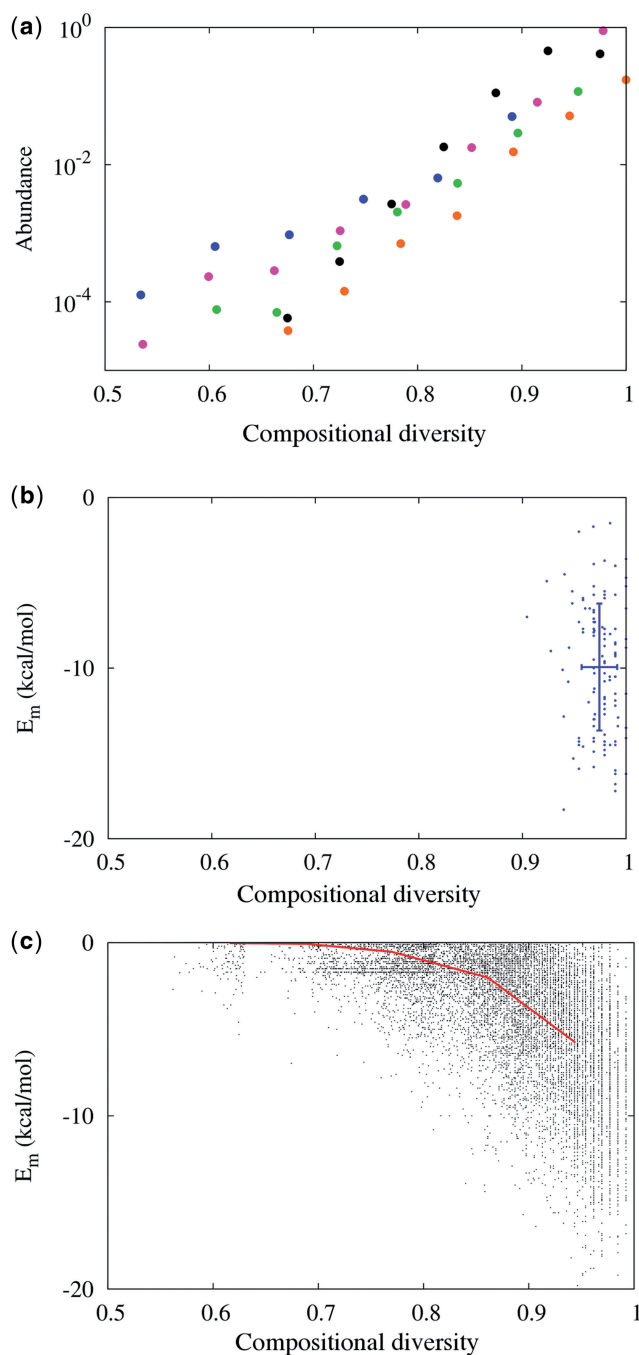 (a)
10^0
10^-2
10^-4
Abundance
0.5 0.6 0.7 0.8 0.9 1
Compositional diversity
(b)
0
-10
-20
E_m (kcal/mol)
0.5 0.6 0.7 0.8 0.9 1
Compositional diversity
(c)
0
-10
-20
E_m (kcal/mol)
0.5 0.6 0.7 0.8 0.9 1
Compositional diversity